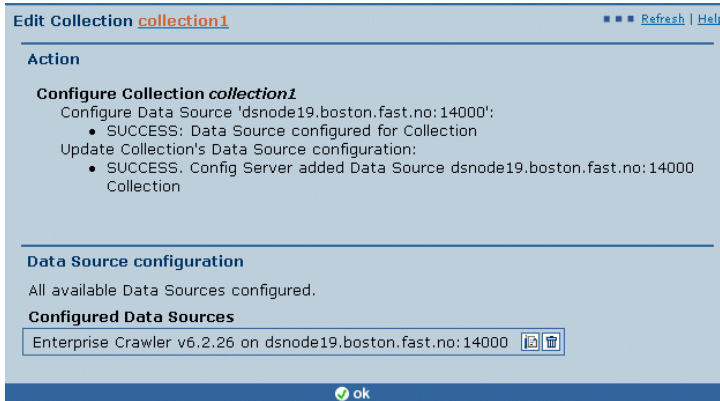 Edit Collection collection1
Refresh | Help
Action
Configure Collection collection1
Configure Data Source 'dsnode19.boston.fast.no:14000':
• SUCCESS: Data Source configured for Collection
Update Collection's Data Source configuration:
• SUCCESS. Config Server added Data Source dsnode19.boston.fast.no:14000
Collection
Data Source configuration
All available Data Sources configured.
Configured Data Sources
Enterprise Crawler v6.2.26 on dsnode19.boston.fast.no:14000
ok